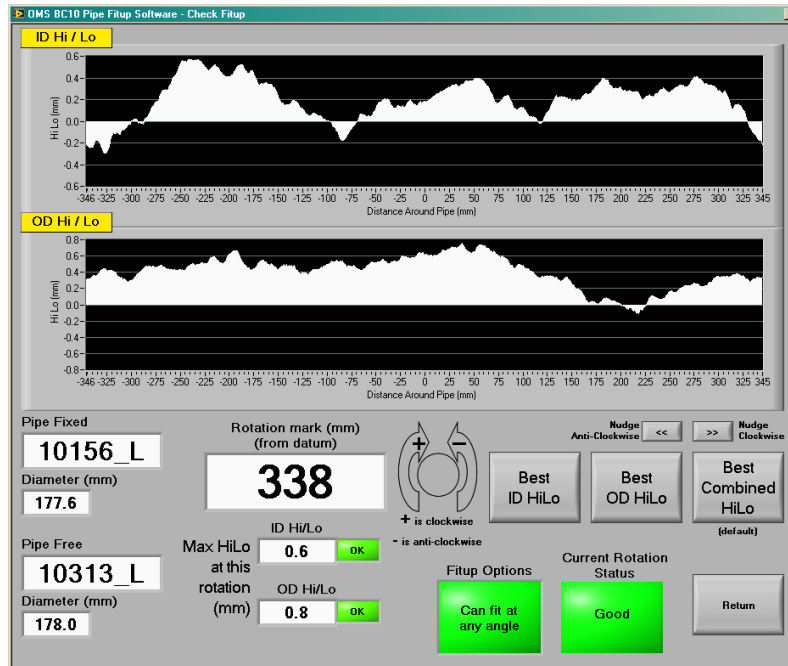 OMS BC10 Pipe Fitup Software - Check Fitup
ID Hi / Lo
0.6
0.4
0.2
0.0
-0.2
-0.4
-0.6
Hi Lo (mm)
-346 -325 -300 -275 -250 -225 -200 -175 -150 -125 -100 -75 -50 -25 0 25 50 75 100 125 150 175 200 225 250 275 300 325 345
Distance Around Pipe (mm)
OD Hi / Lo
0.8
0.6
0.4
0.2
0.0
-0.2
-0.4
-0.6
-0.8
Hi Lo (mm)
-346 -325 -300 -275 -250 -225 -200 -175 -150 -125 -100 -75 -50 -25 0 25 50 75 100 125 150 175 200 225 250 275 300 325 345
Distance Around Pipe (mm)
Pipe Fixed
10156_L
Diameter (mm)
177.6
Pipe Free
10313_L
Diameter (mm)
178.0
Rotation mark (mm)
(from datum)
338
Max HiLo
at this
rotation
(mm)
ID Hi/Lo
0.6 OK
OD Hi/Lo
0.8 OK
+ -
+ is clockwise
- is anti-clockwise
Nudge
Anti-Clockwise
<< >>
Nudge
Clockwise
Best
ID HiLo
Best
OD HiLo
Best
Combined
HiLo
(default)
Fitup Options
Can fit at
any angle
Current Rotation
Status
Good
Return